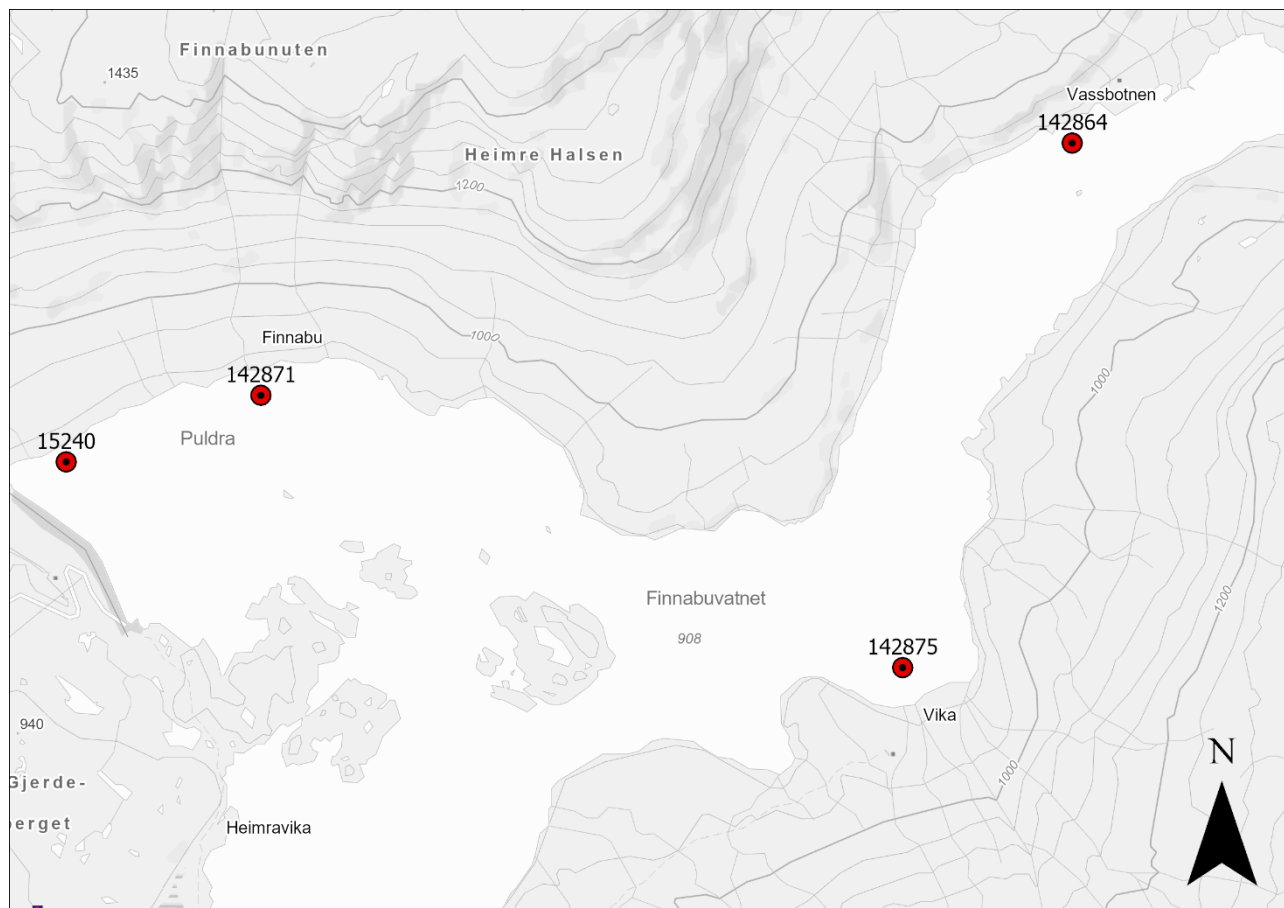 Finnabunuten
1435
Vassbotnen
142864
Heimre Halsen
1200
Finnabu
1000
142871
1000
Puldra
15240
Finnabuvatnet
1200
908
142875
Vika
940
N
1000
Gjerde-
berget
Heimravika